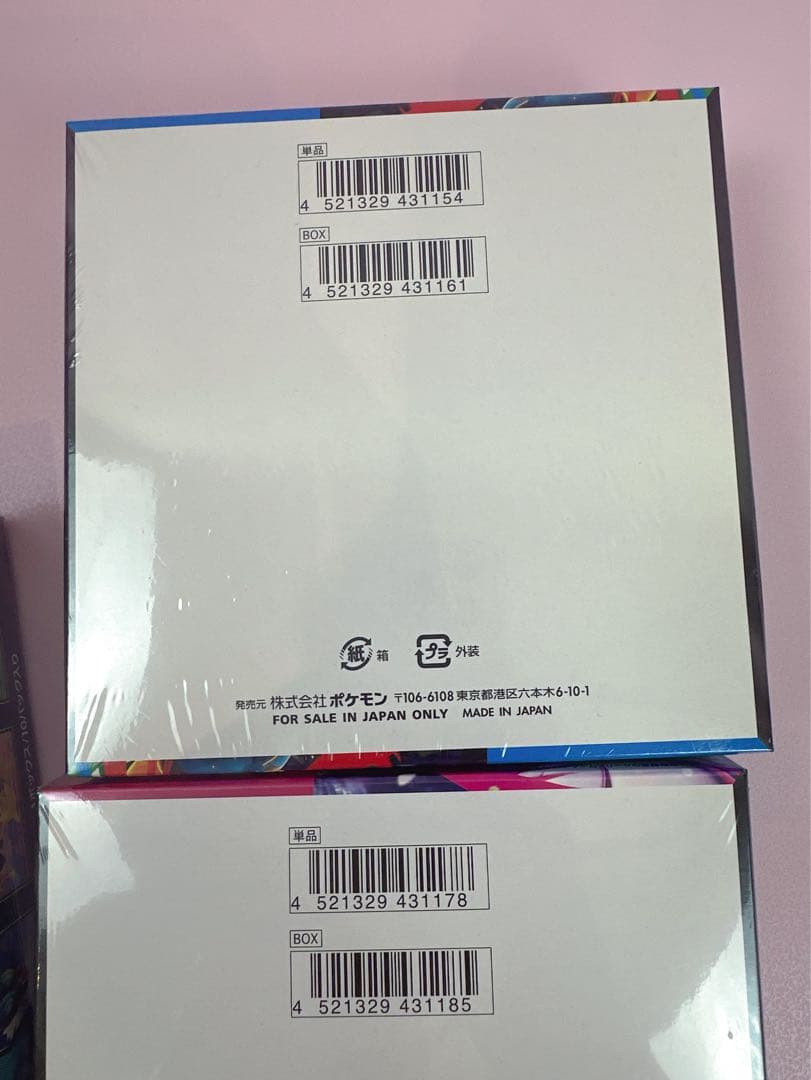 単品
4 521329 431154
BOX
4 521329 431161
紙 箱 プラ 外装
発売元 株式会社 ポケモン 〒106-6108 東京都港区六本木6-10-1
FOR SALE IN JAPAN ONLY MADE IN JAPAN
単品
4 521329 431178
BOX
4 521329 431185